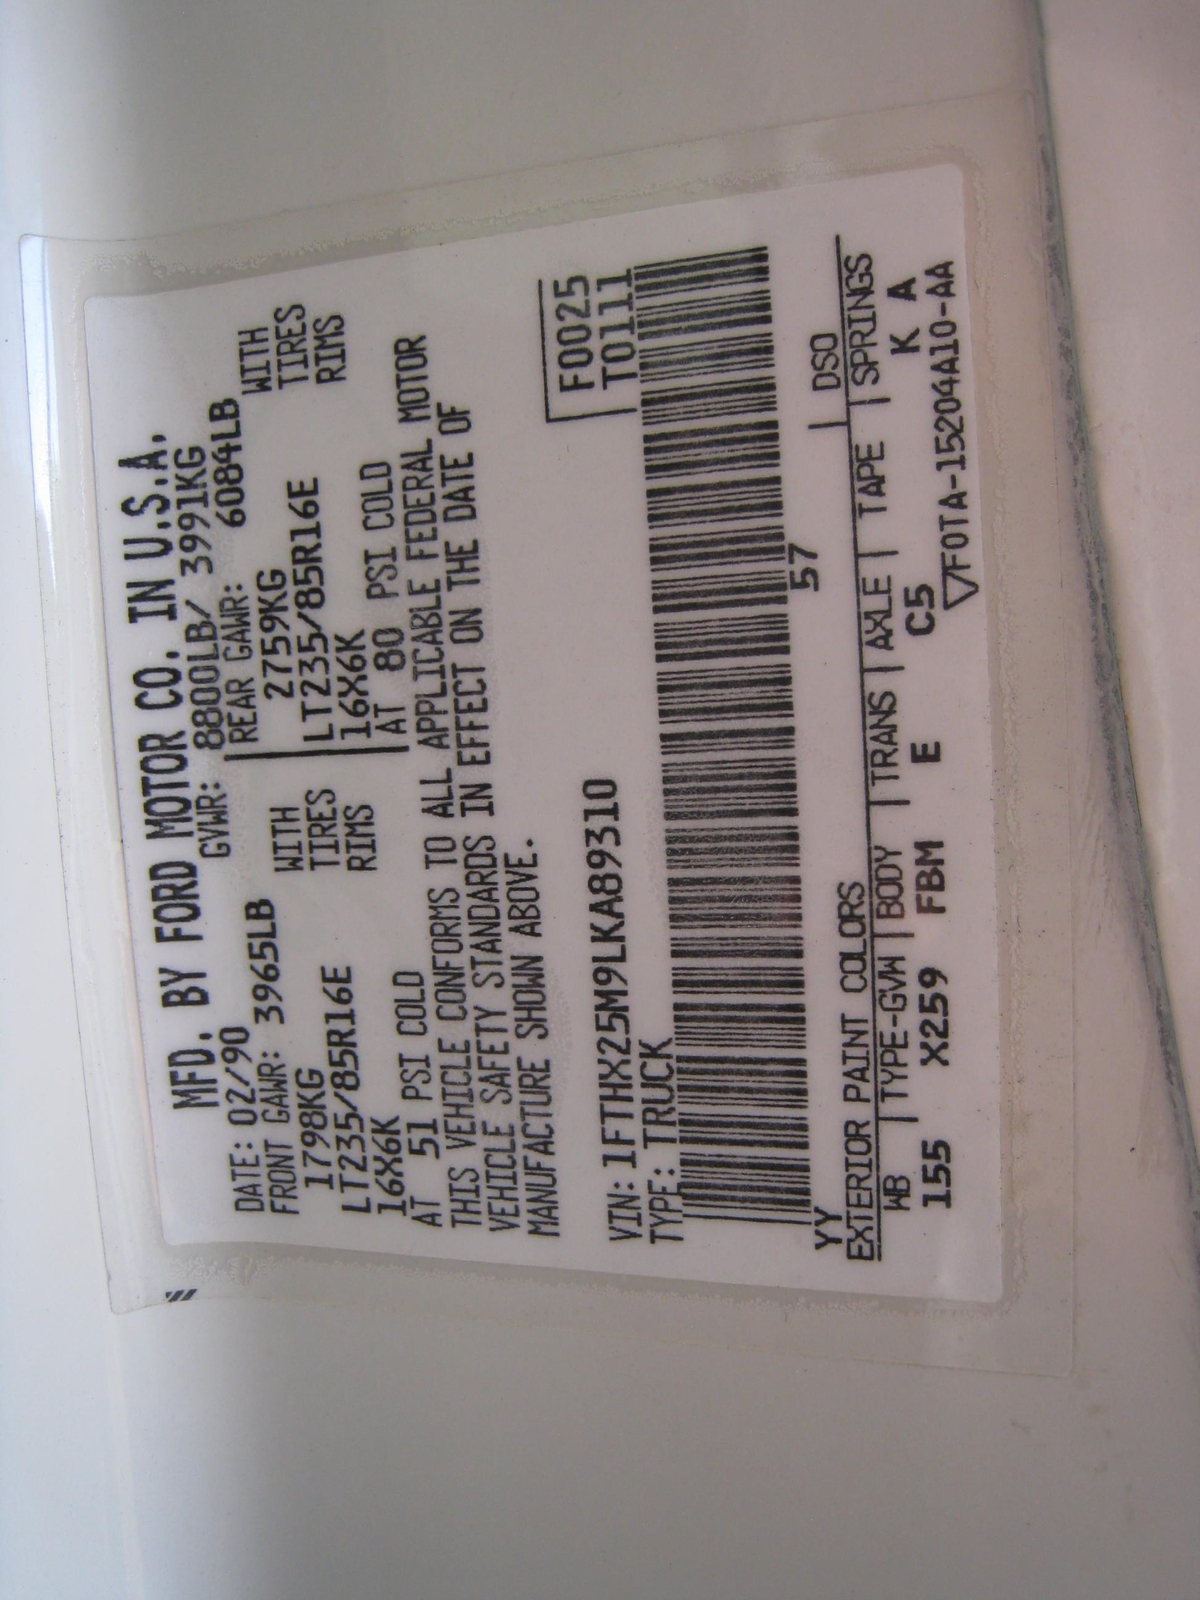 MFD. BY FORD MOTOR CO. IN U.S.A.
DATE: 02/90 GVWR: 8800LB/ 3991KG
FRONT GAWR: 3965LB REAR GAWR: 6084LB
1798KG WITH 2759KG WITH
LT235/85R16E TIRES LT235/85R16E TIRES
16X6K RIMS 16X6K RIMS
AT 51 PSI COLD AT 80 PSI COLD
THIS VEHICLE CONFORMS TO ALL APPLICABLE FEDERAL MOTOR
VEHICLE SAFETY STANDARDS IN EFFECT ON THE DATE OF
MANUFACTURE SHOWN ABOVE.
F0025
VIN: 1FTHX25M9LKA89310 T0111
TYPE: TRUCK
57
YY
EXTERIOR PAINT COLORS DSO
WB TYPE-GVW BODY TRANS AXLE TAPE SPRINGS
155 X259 FBM E C5 K A
F0TA-15204A10-AA